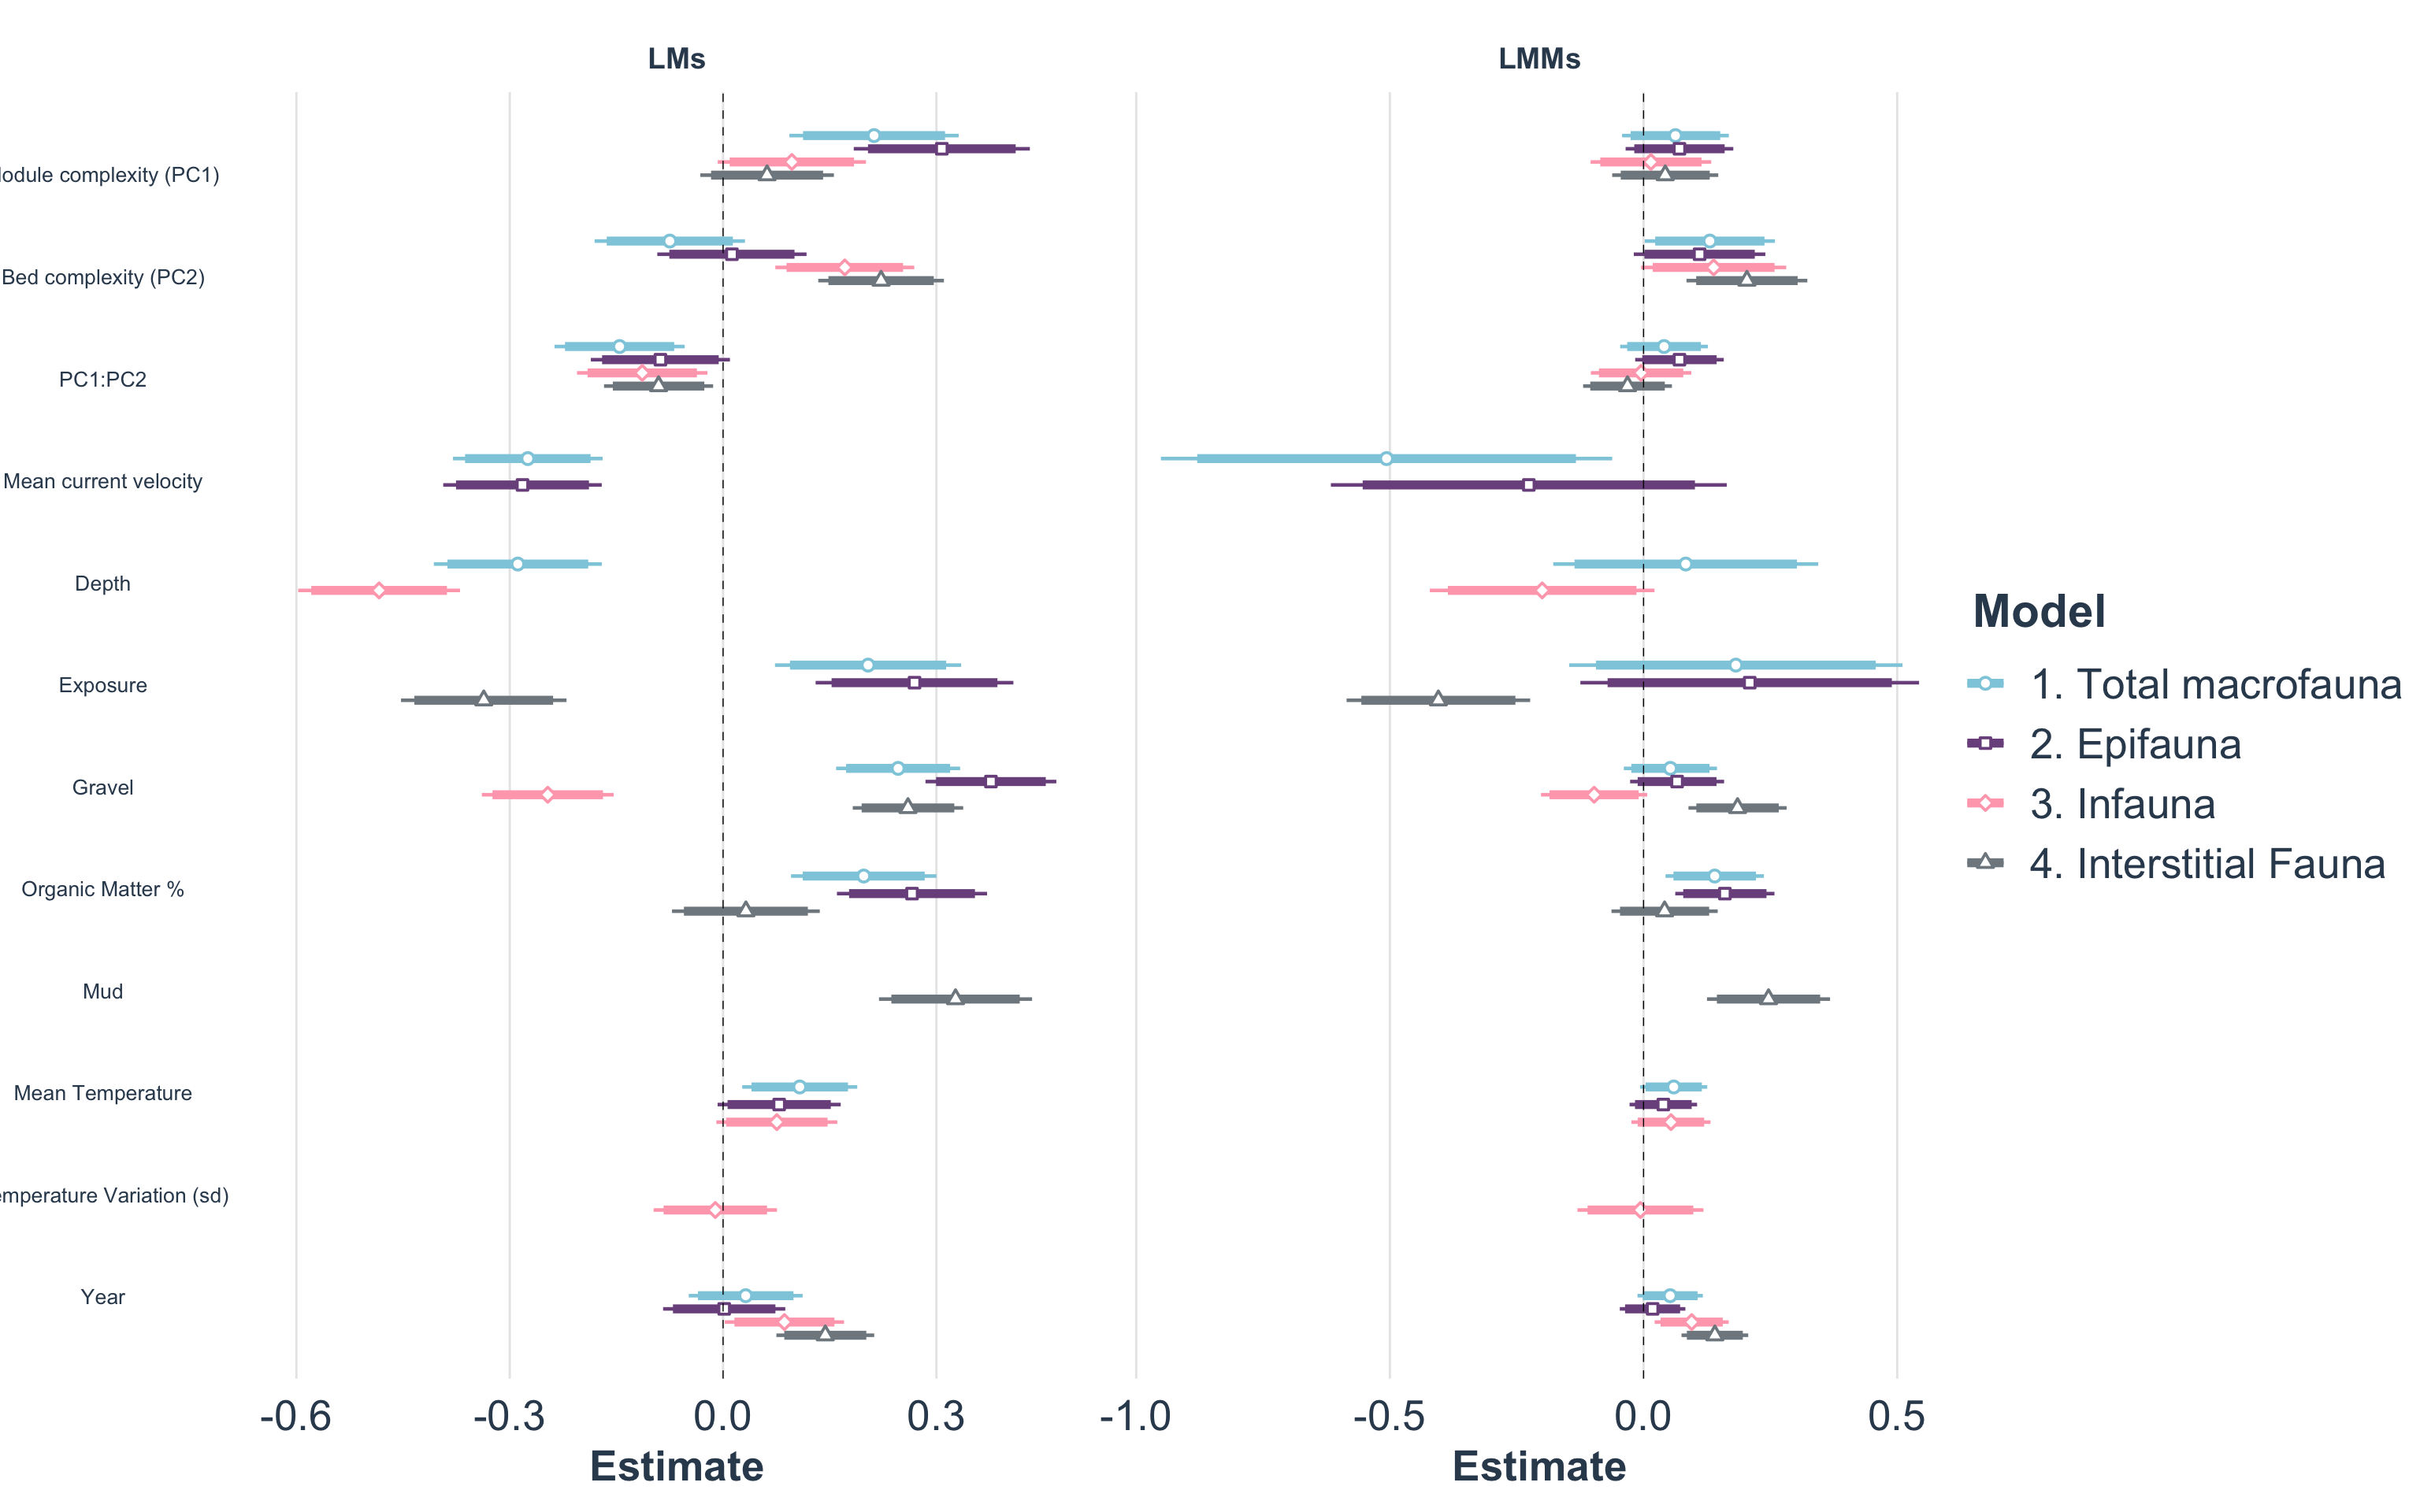 LMs
LMMs
odule complexity (PC1)
Bed complexity (PC2)
PC1:PC2
Mean current velocity
Depth
Exposure
Gravel
Organic Matter %
Mud
Mean Temperature
mperature Variation (sd)
Year
-0.6 -0.3 0.0 0.3
Estimate
-1.0 -0.5 0.0 0.5
Estimate
Model
1. Total macrofauna
2. Epifauna
3. Infauna
4. Interstitial Fauna